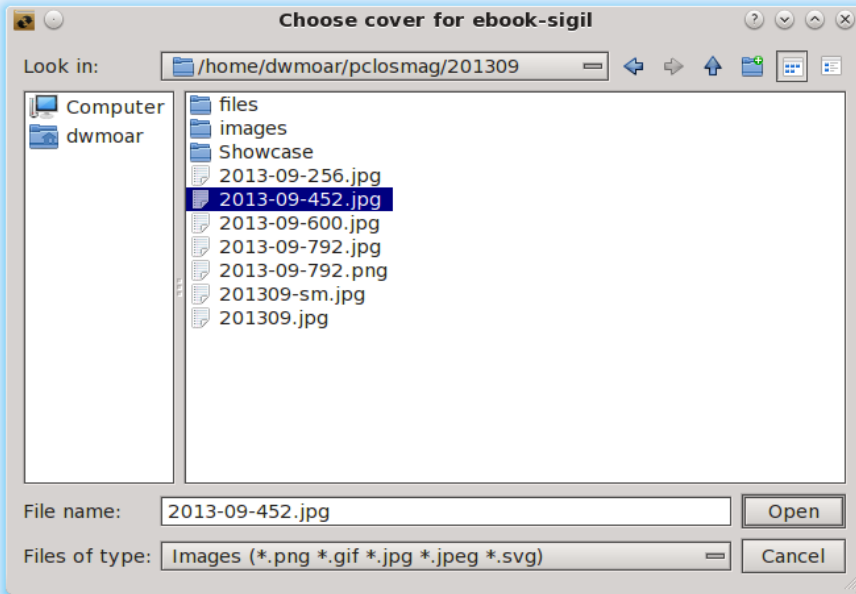 Choose cover for ebook-sigil
Look in: /home/dwmoar/pclosmag/201309
Computer
dwmoar
files
images
Showcase
2013-09-256.jpg
2013-09-452.jpg
2013-09-600.jpg
2013-09-792.jpg
2013-09-792.png
201309-sm.jpg
201309.jpg
File name: 2013-09-452.jpg Open
Files of type: Images (*.png *.gif *.jpg *.jpeg *.svg) Cancel